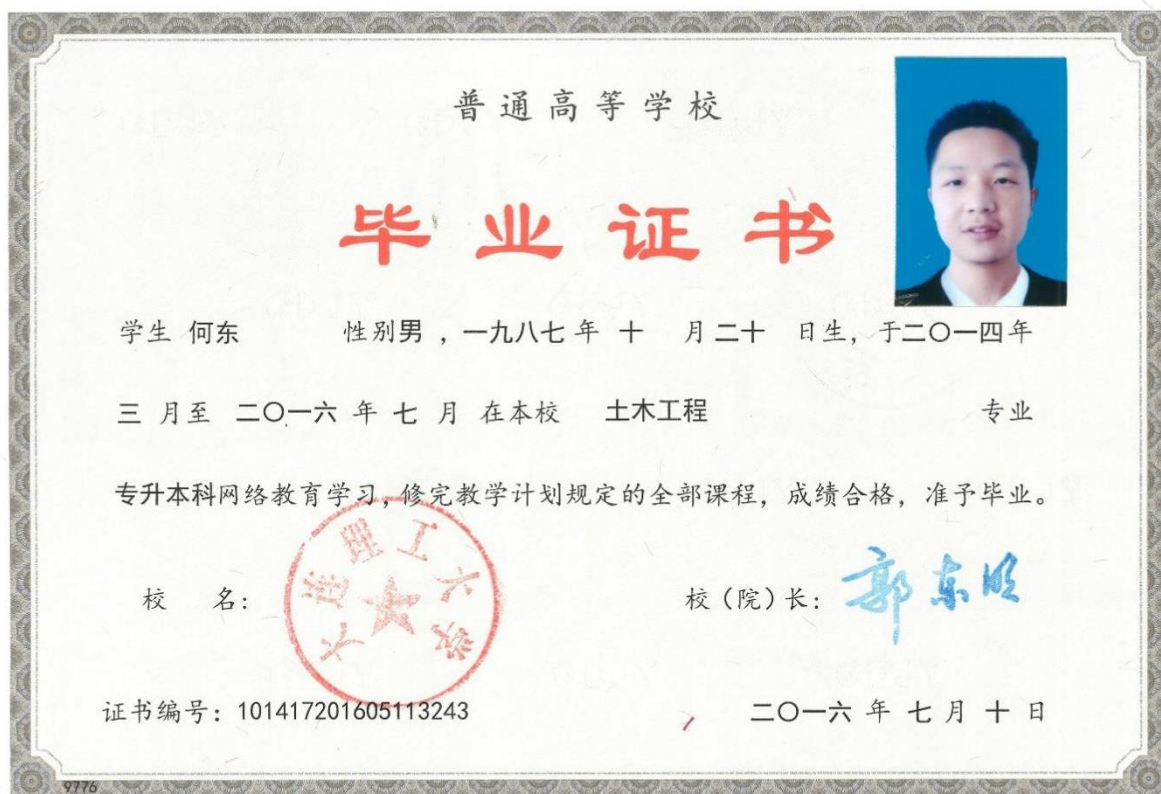 普通高等学校
毕业证书
学生 何东 性别男 ，一九八七 年 十 月二十 日生，于二〇一四年
三 月至 二〇一六 年 七 月 在本校 土木工程 专业
专升本科网络教育学习，修完教学计划规定的全部课程，成绩合格，准予毕业。
大连理工大学
校 名：
校（院）长：郭东明
证书编号：101417201605113243
二〇一六 年 七 月 十 日
9776